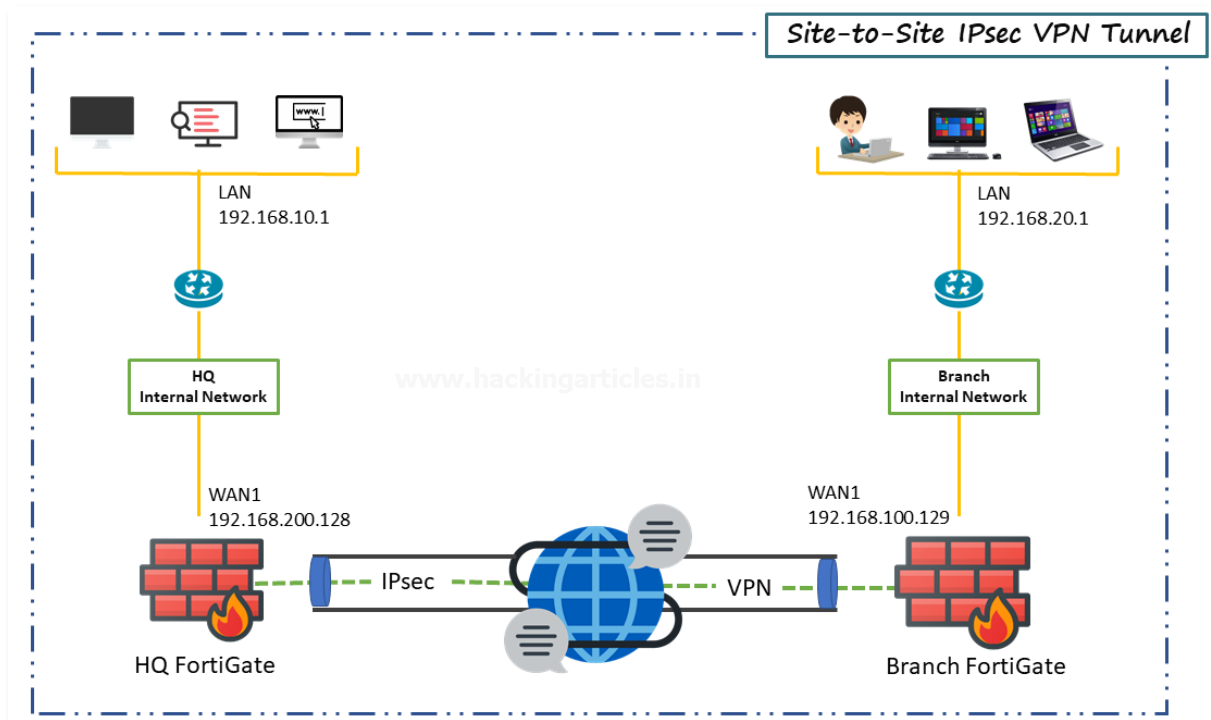 Site-to-Site IPsec VPN Tunnel
www.|
LAN
192.168.10.1
LAN
192.168.20.1
HQ
Internal Network
www.hackingarticles.in
Branch
Internal Network
WAN1
192.168.200.128
WAN1
192.168.100.129
IPsec
VPN
HQ FortiGate
Branch FortiGate